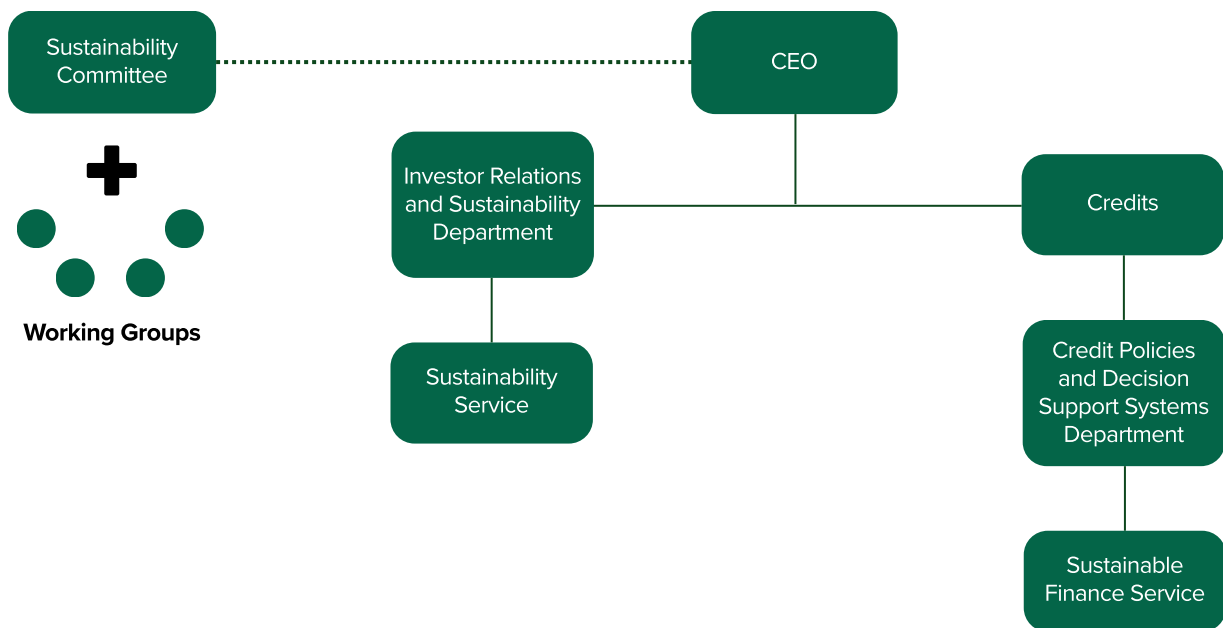 Sustainability
Committee
CEO
Investor Relations
and Sustainability
Department
Credits
Working Groups
Sustainability
Service
Credit Policies
and Decision
Support Systems
Department
Sustainable
Finance Service